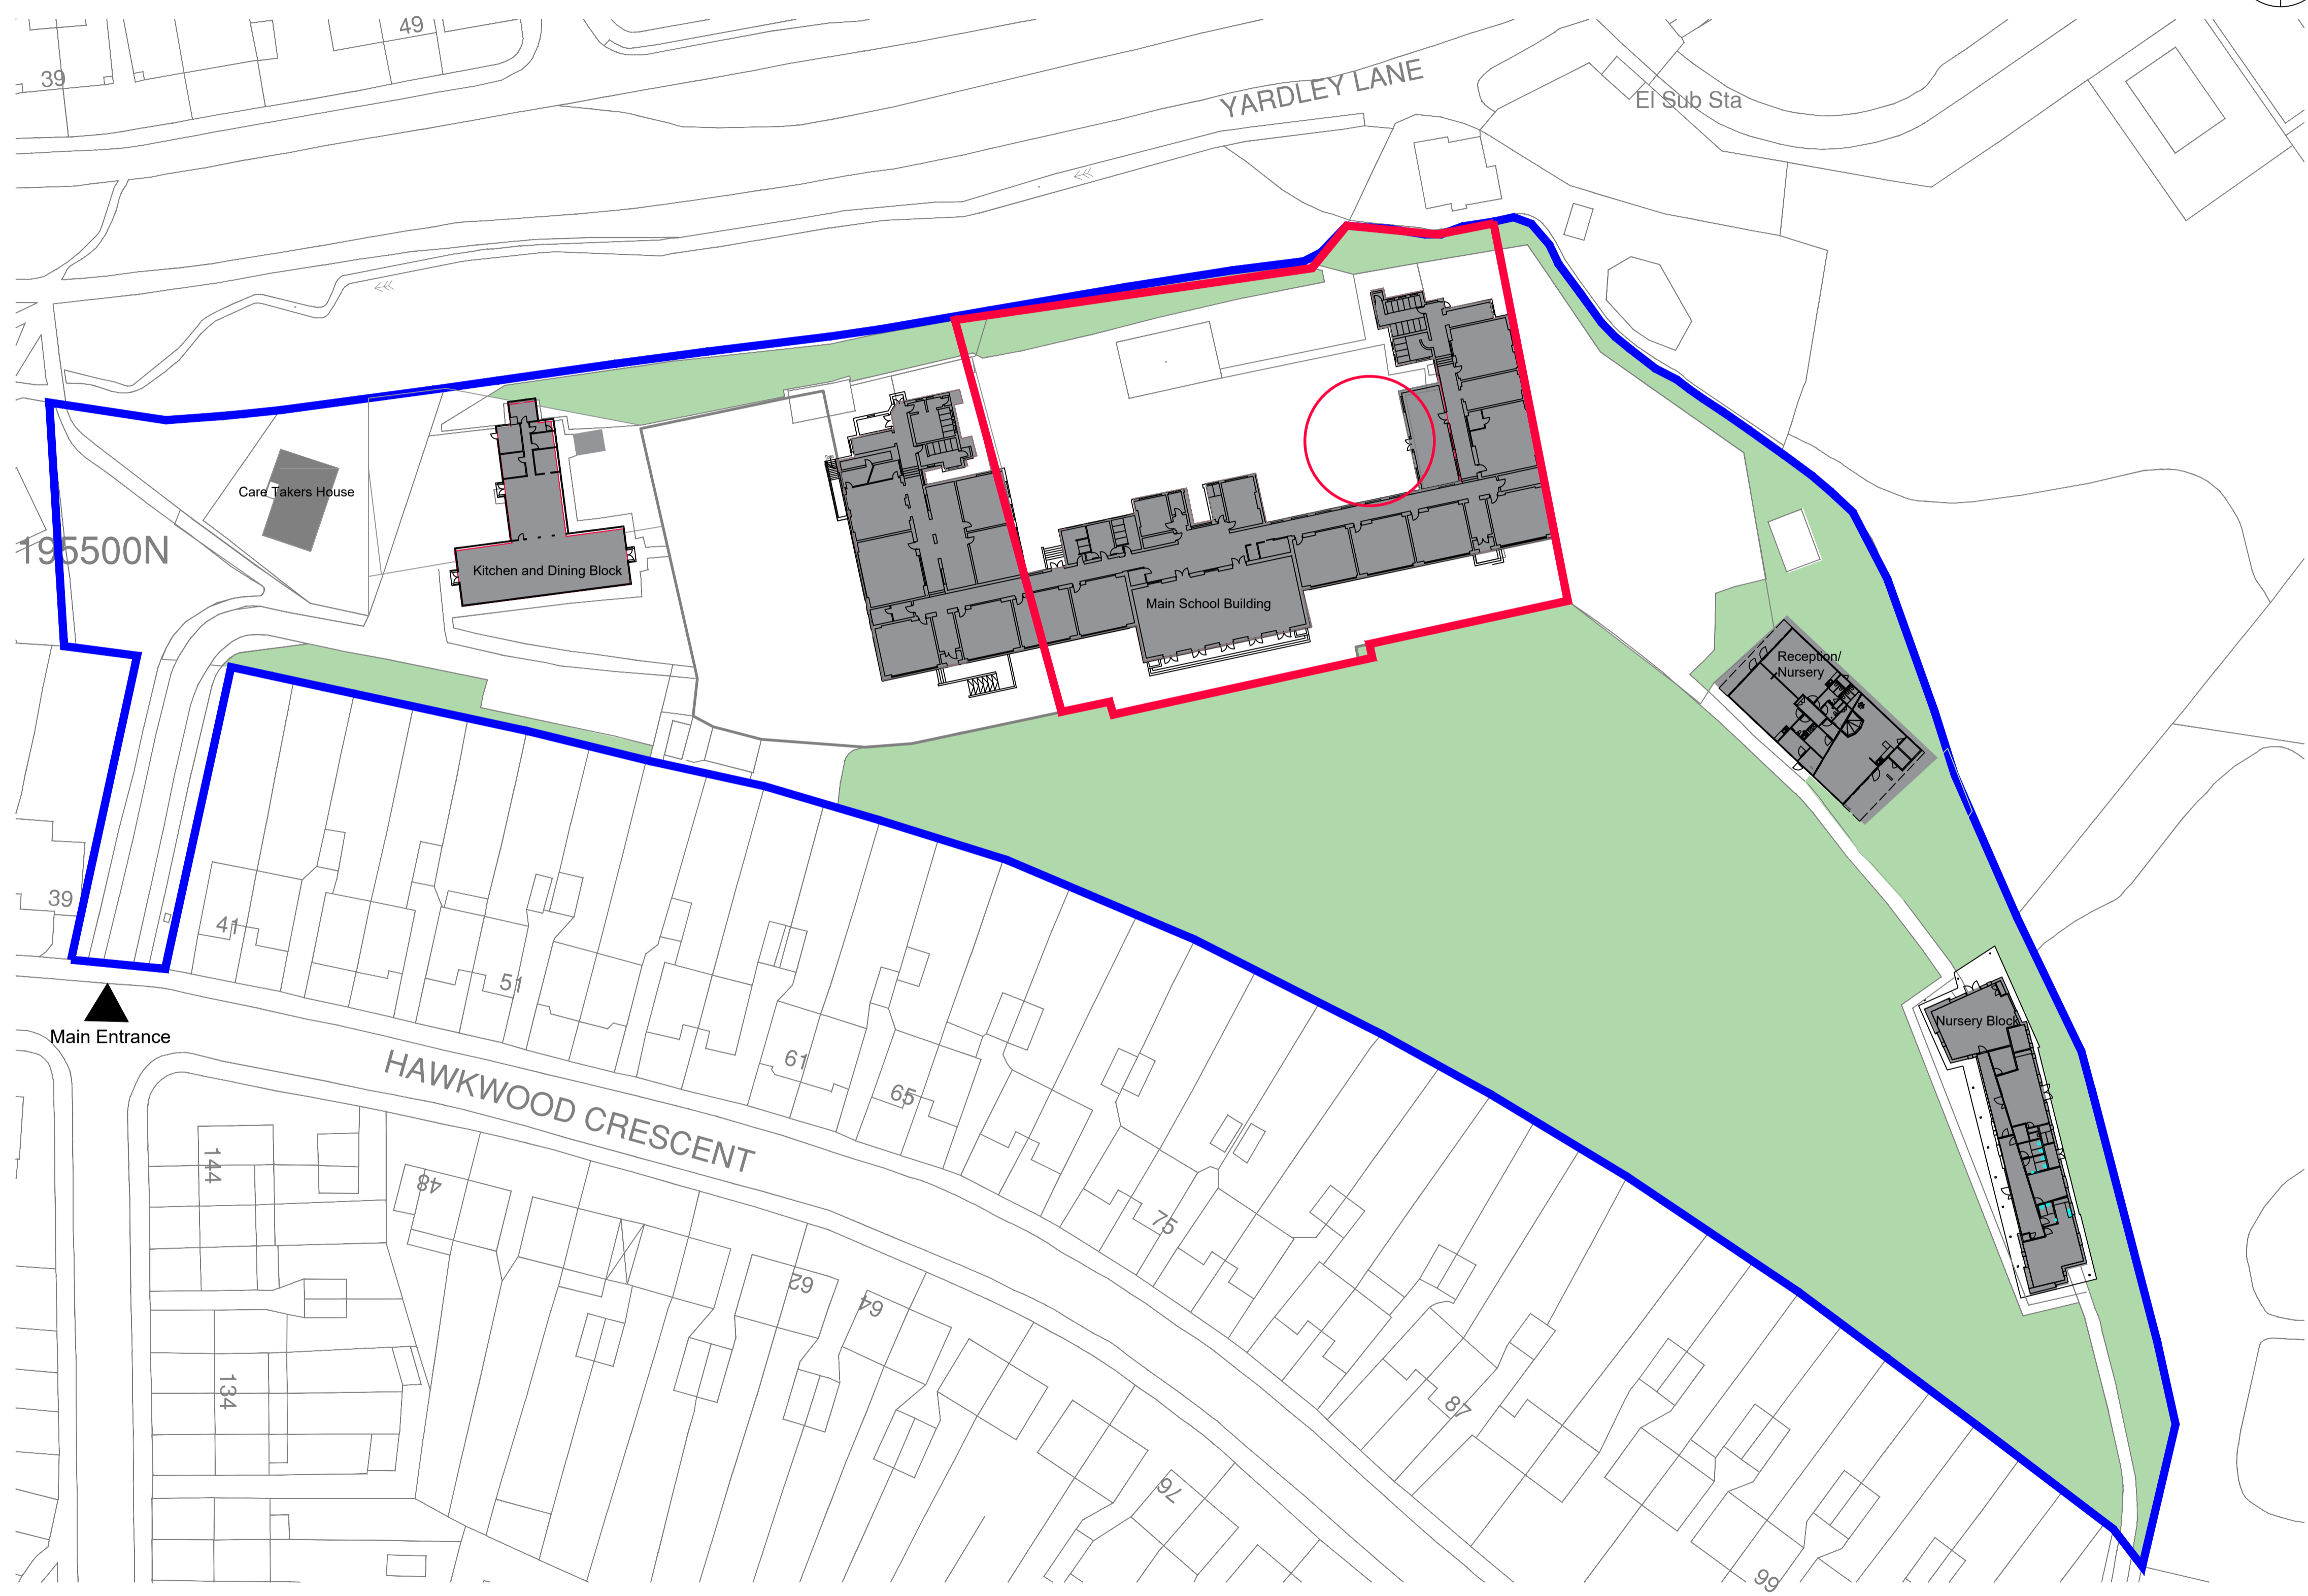 49
39
YARDLEY LANE
El Sub Sta
Care Takers House
195500N
Kitchen and Dining Block
Main School Building
Reception/
Nursery
39
41
51
Nursery Block
Main Entrance
61
65
HAWKWOOD CRESCENT
144
48
75
62
64
134
87
76
99